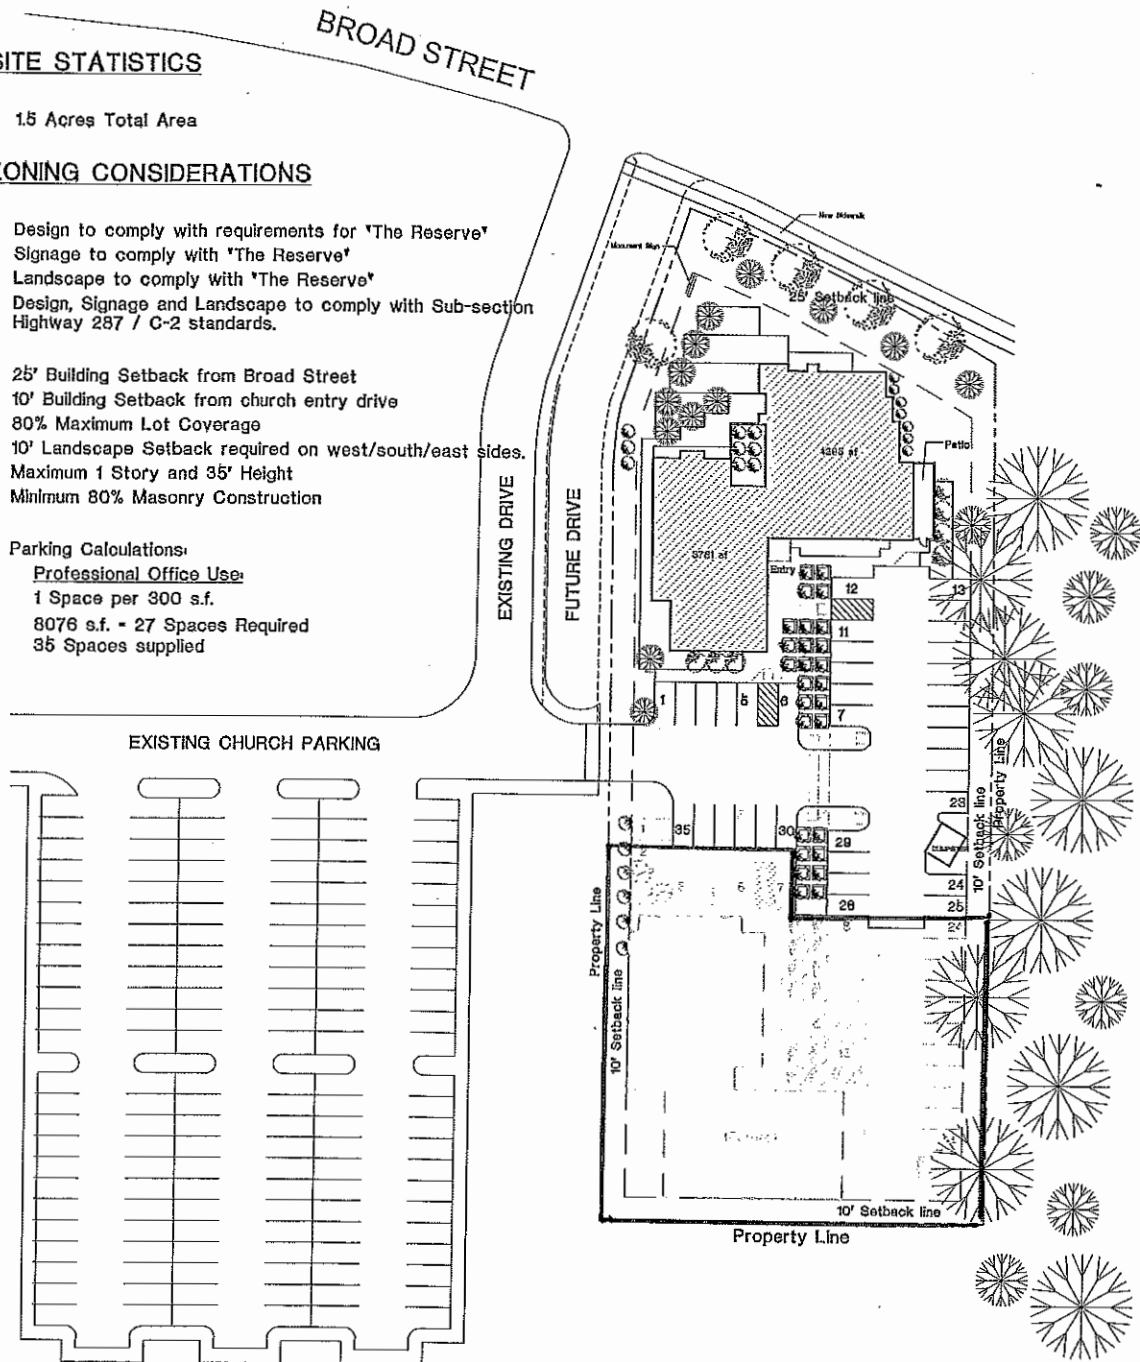 BROAD STREET
SITE STATISTICS
1.5 Acres Total Area
ZONING CONSIDERATIONS
Design to comply with requirements for 'The Reserve'
Signage to comply with 'The Reserve'
Landscape to comply with 'The Reserve'
Design, Signage and Landscape to comply with Sub-section
Highway 287 / C-2 standards.
25' Building Setback from Broad Street
10' Building Setback from church entry drive
80% Maximum Lot Coverage
10' Landscape Setback required on west/south/east sides.
Maximum 1 Story and 35' Height
Minimum 80% Masonry Construction
Parking Calculations:
Professional Office Use:
1 Space per 300 s.f.
8076 s.f. = 27 Spaces Required
35 Spaces supplied
EXISTING DRIVE
FUTURE DRIVE
EXISTING CHURCH PARKING
New Sidewalk
Monument Sign
25' Setback line
Patio
3781 sf
Entry
12
13
11
1
5
6
7
23
35
30
29
24
28
25
Property Line
10' Setback line
Property Line
10' Setback line
1
2
6
7
10' Setback line
Property Line